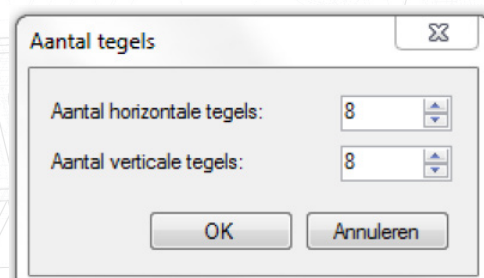 Aantal tegels
Aantal horizontale tegels: 8
Aantal verticale tegels: 8
OK Annuleren